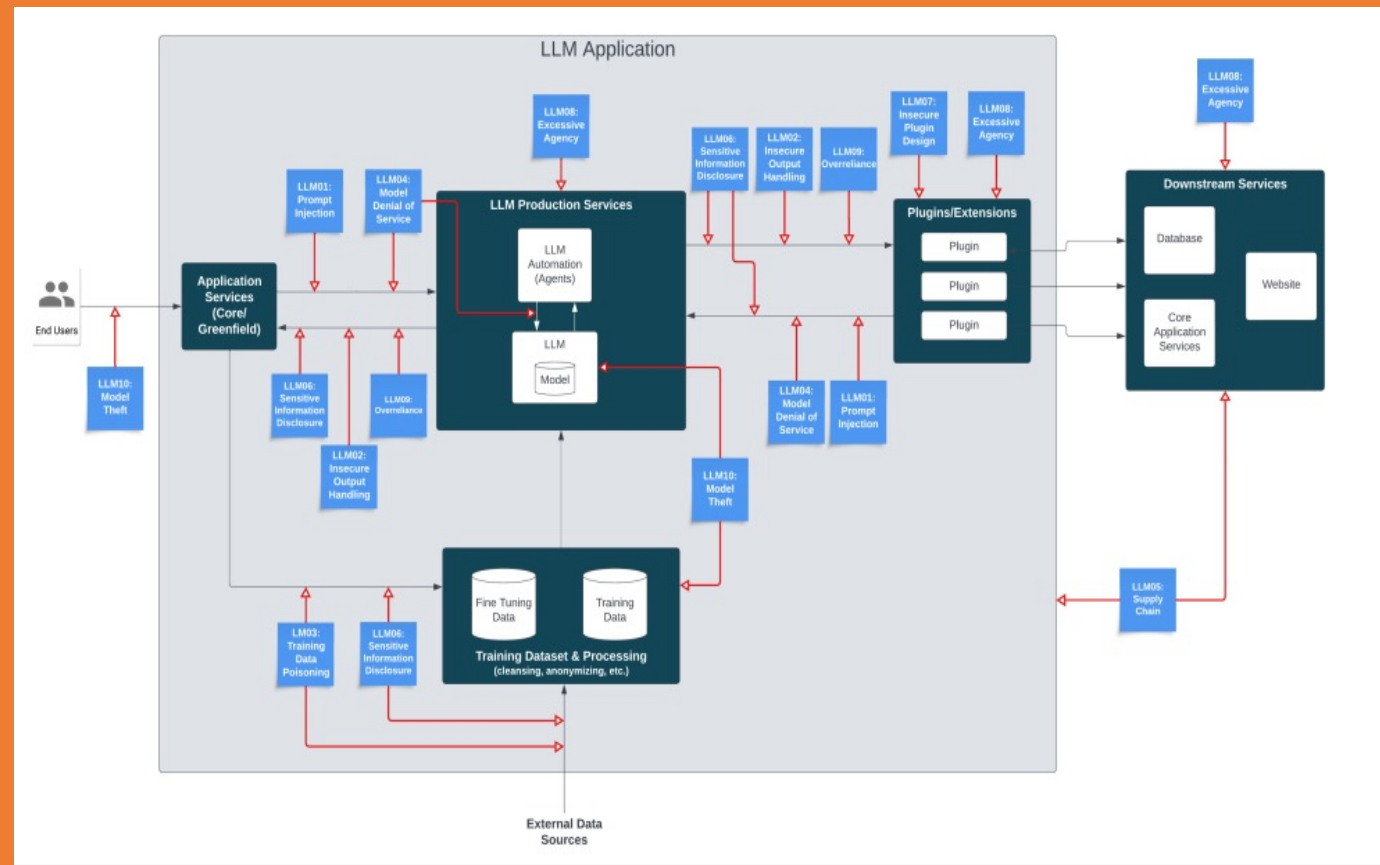 LLM Application
LLM08:
Excessive
Agency
LLM08:
Excessive
Agency
LLM07:
Insecure
Plugin
Design
LLM08:
Excessive
Agency
LLM06:
Sensitive
Information
Disclosure
LLM02:
Insecure
Output
Handling
LLM09:
Overreliance
LLM01:
Prompt
Injection
LLM04:
Model
Denial of
Service
LLM Production Services
LLM
Automation
(Agents)
LLM
Model
Plugins/Extensions
Plugin
Plugin
Plugin
Downstream Services
Database
Website
Core
Application
Services
Application
Services
(Core/
Greenfield)
End Users
LLM10:
Model
Theft
LLM06:
Sensitive
Information
Disclosure
LLM02:
Insecure
Output
Handling
LLM09:
Overreliance
LLM04:
Model
Denial of
Service
LLM01:
Prompt
Injection
LLM10:
Model
Theft
Fine Tuning
Data
Training
Data
Training Dataset & Processing
(cleansing, anonymizing, etc.)
LLM05:
Supply
Chain
LM03:
Training
Data
Poisoning
LLM06:
Sensitive
Information
Disclosure
External Data
Sources